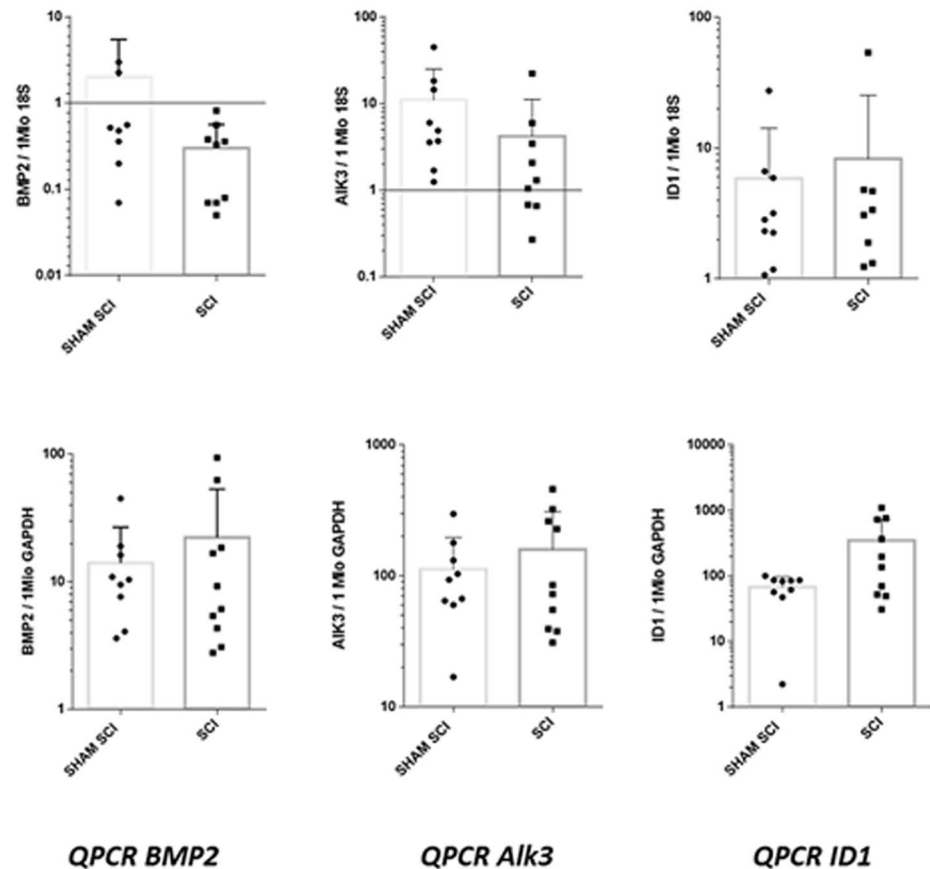 BMP2 / 1Mio 18S
10
1
0.1
0.01
SHAM SCI
SCI
AlK3 / 1 Mio 18S
100
10
1
0.1
SHAM SCI
SCI
ID1 / 1Mio 18S
100
10
1
SHAM SCI
SCI
BMP2 / 1Mio GAPDH
100
10
1
SHAM SCI
SCI
AlK3 / 1 Mio GAPDH
1000
100
10
SHAM SCI
SCI
ID1 / 1Mio GAPDH
10000
1000
100
10
1
SHAM SCI
SCI
QPCR BMP2
QPCR Alk3
QPCR ID1